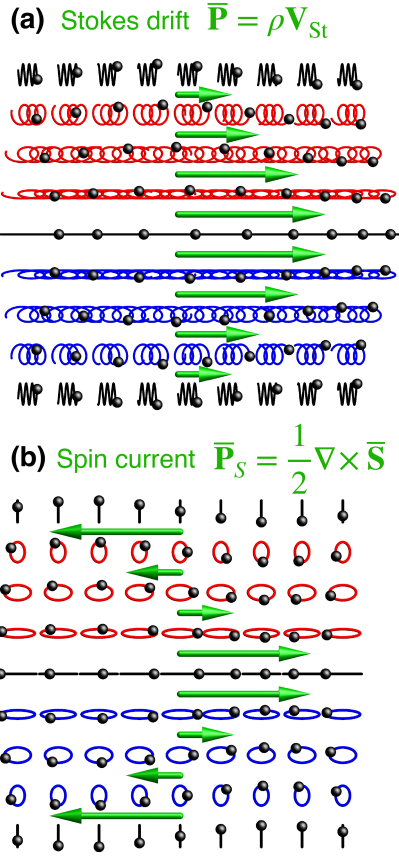 (a) Stokes drift P̅ = ρV_St
(b) Spin current P̅_S = 1/2 ∇× S̅